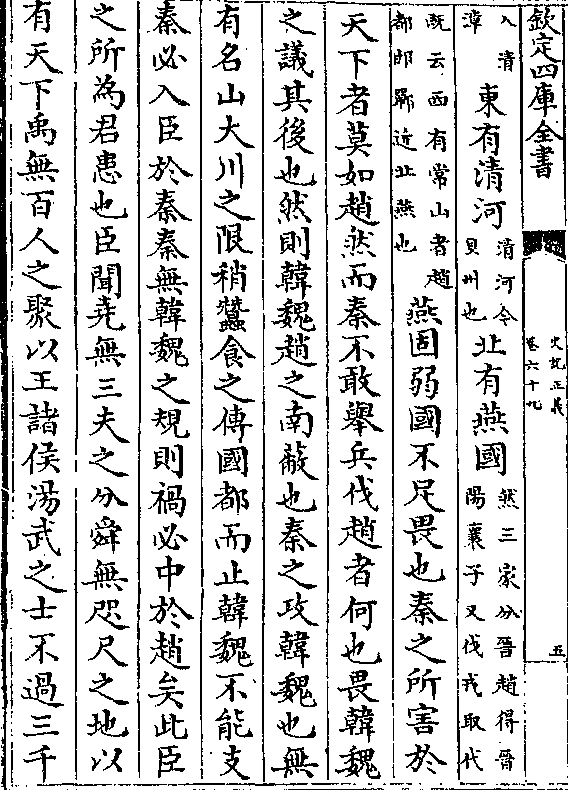 欽定四庫全書
史記正義
卷六十九
五
入清漳東有清河清河今貝州也北有燕國然三家分晉趙得晉陽襄子又伐戎取代
既云西有常山者趙都邯鄲近北燕也燕固弱國不足畏也秦之所害於
天下者莫如趙然而秦不敢舉兵伐趙者何也畏韓魏
之議其後也然則韓魏趙之南蔽也秦之攻韓魏也無
有名山大川之限稍蠶食之傳國都而止韓魏不能支
秦必入臣於秦秦無韓魏之規則禍必中於趙矣此臣
之所為君患也臣聞堯無三夫之分舜無咫尺之地以
有天下禹無百人之聚以王諸侯湯武之士不過三千